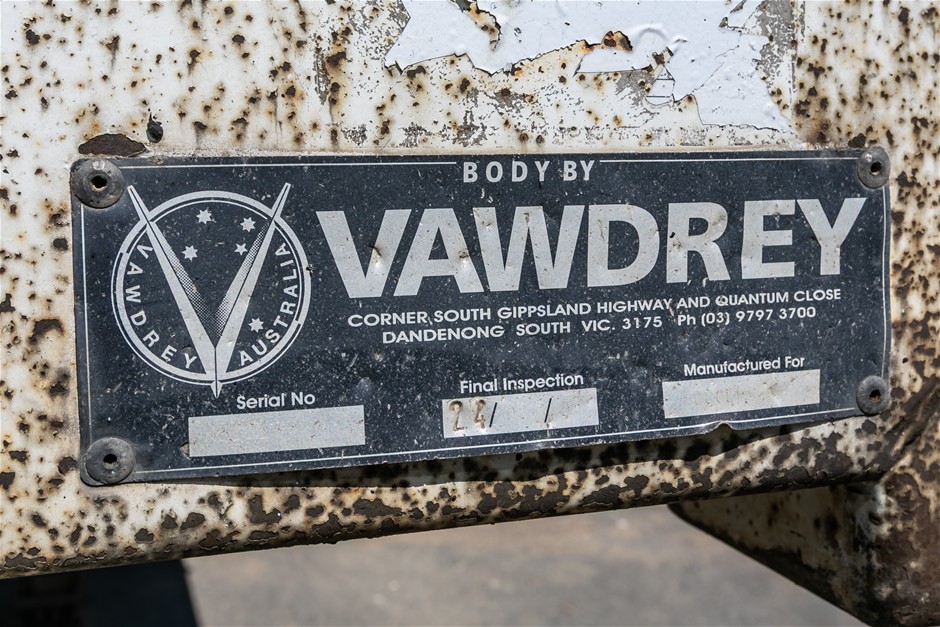 BODY BY
VAWDREY
VAWDREY AUSTRALIA
CORNER SOUTH GIPPSLAND HIGHWAY AND QUANTUM CLOSE
DANDENONG SOUTH VIC. 3175 Ph (03) 9797 3700
Serial No
Final Inspection
24/ /
Manufactured For